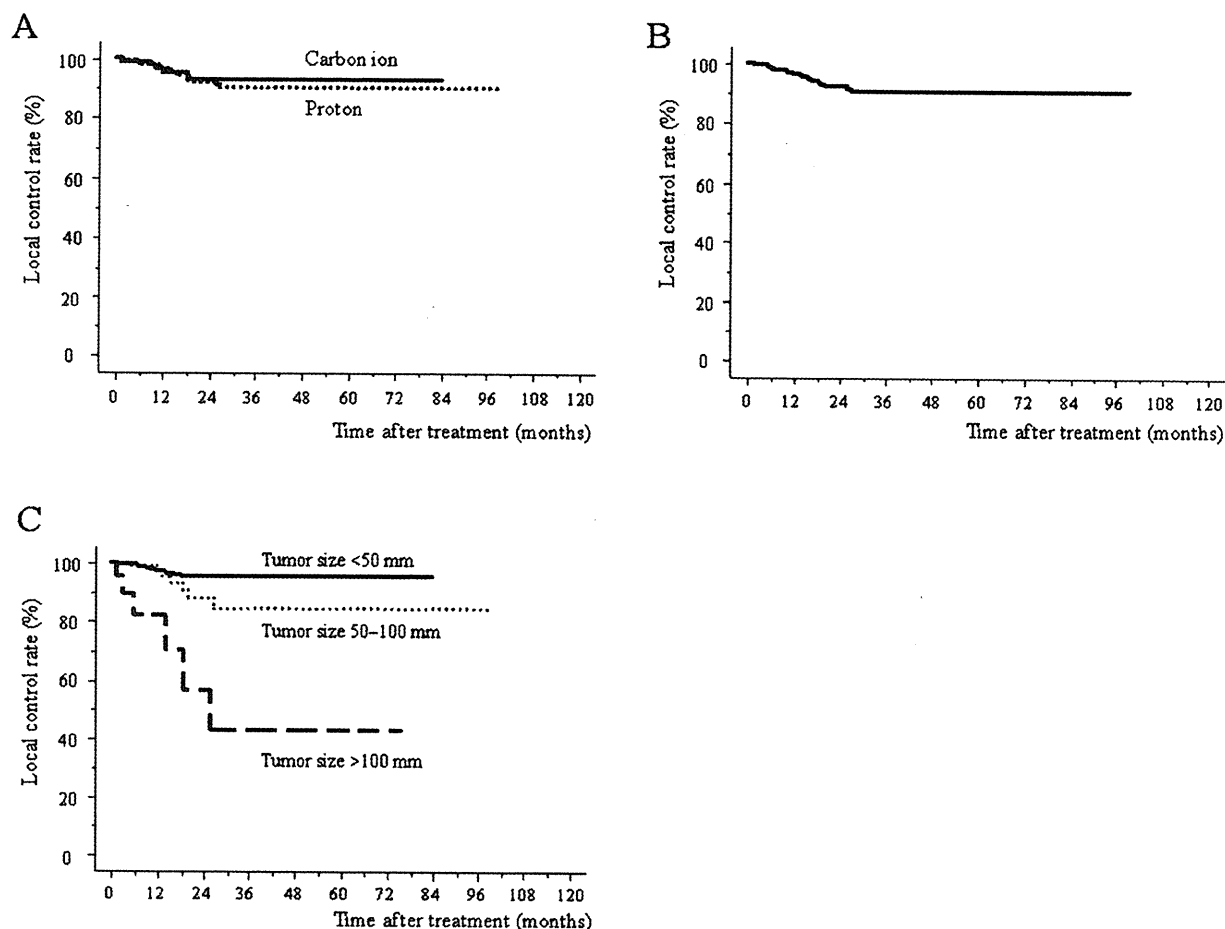 A
Local control rate (%)
100
80
60
40
20
0
Carbon ion
Proton
0 12 24 36 48 60 72 84 96 108 120
Time after treatment (months)
B
Local control rate (%)
100
80
60
40
20
0
0 12 24 36 48 60 72 84 96 108 120
Time after treatment (months)
C
Local control rate (%)
100
80
60
40
20
0
Tumor size <50 mm
Tumor size 50–100 mm
Tumor size >100 mm
0 12 24 36 48 60 72 84 96 108 120
Time after treatment (months)